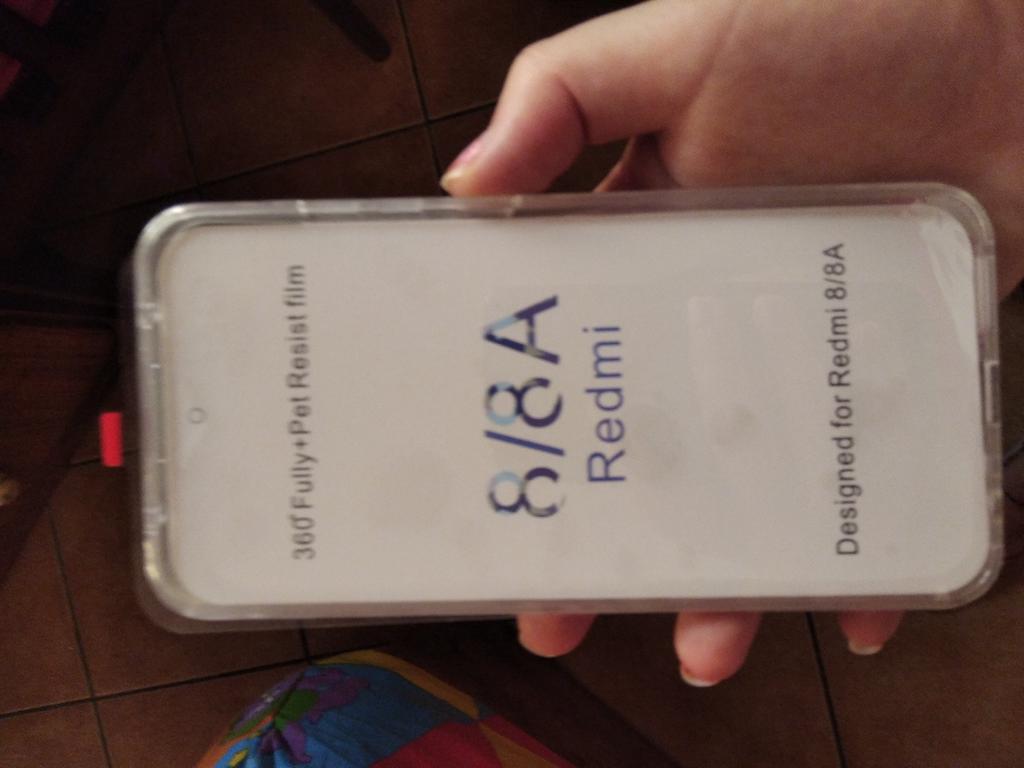 360°Fully+Pet Resist film
8/8A
Redmi
Designed for Redmi 8/8A